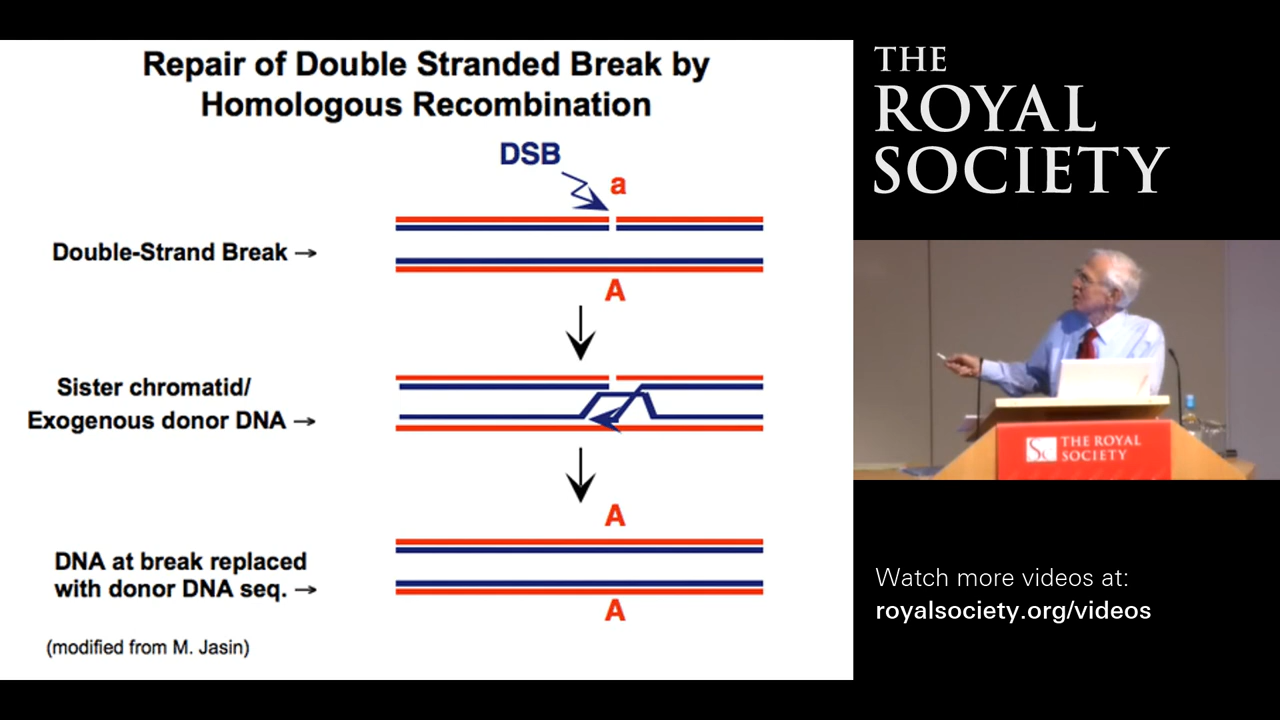 Repair of Double Stranded Break by
Homologous Recombination
DSB
a
Double-Strand Break →
A
Sister chromatid/
Exogenous donor DNA →
A
DNA at break replaced
with donor DNA seq. →
A
(modified from M. Jasin)
THE
ROYAL
SOCIETY
THE ROYAL
SOCIETY
Watch more videos at:
royalsociety.org/videos